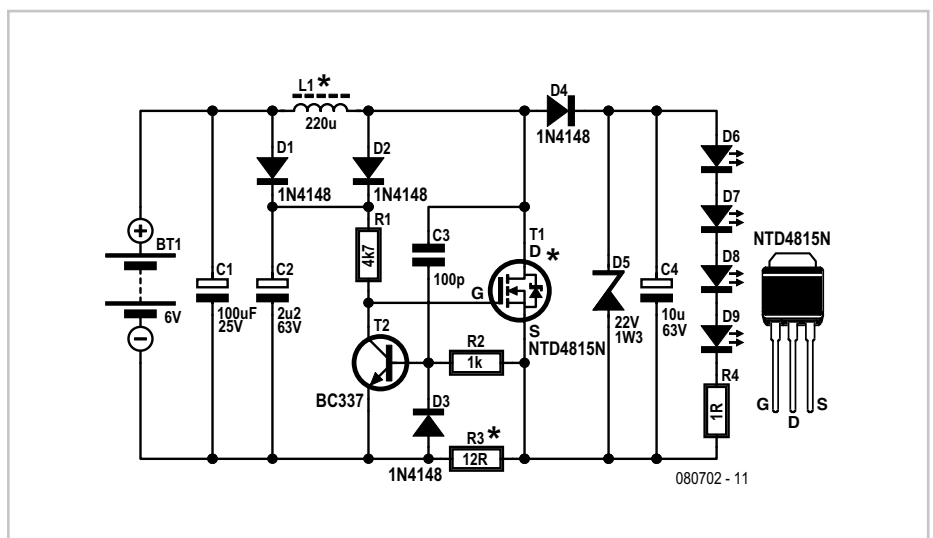 L1 *
220u
D4
1N4148
D1
1N4148
D2
1N4148
D6
D7
D8
D9
R1
4k7
C3
100p
T1
D *
G
S
NTD4815N
NTD4815N
G
D
S
+
BT1
6V
−
C1
100uF
25V
C2
2u2
63V
D5
22V
1W3
C4
10u
63V
T2
BC337
R2
1k
D3
1N4148
R3 *
12R
R4
1R
080702 - 11